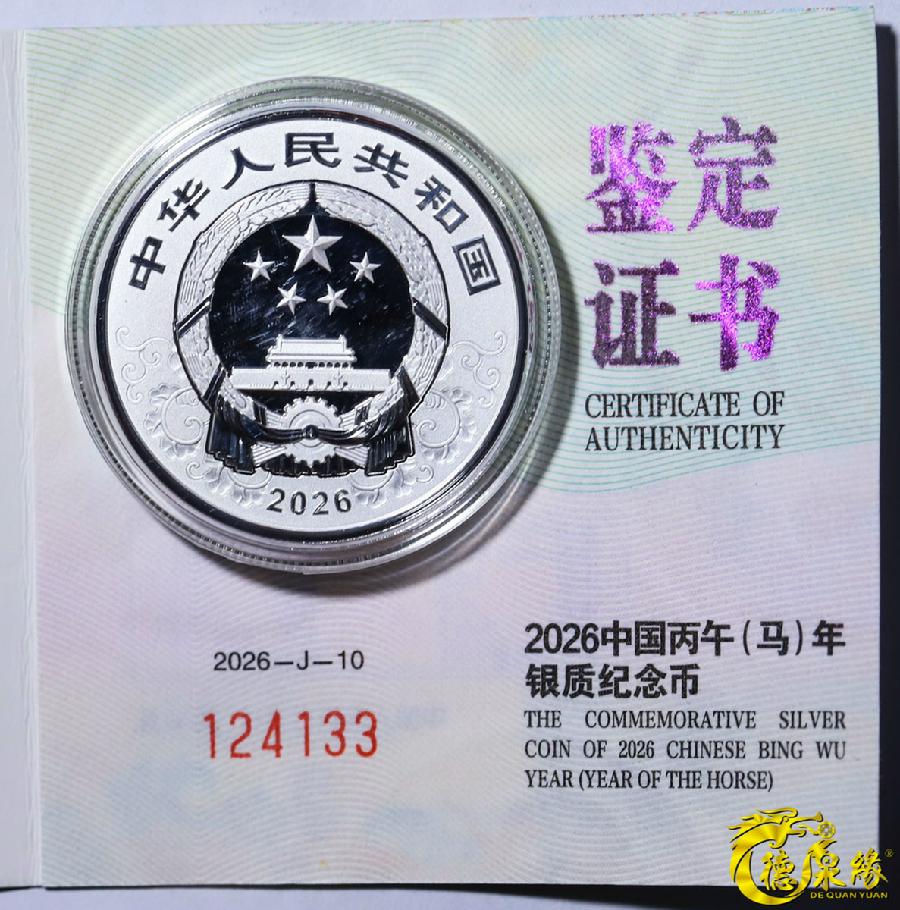 中华人民共和国
2026
鉴定
证书
CERTIFICATE OF
AUTHENTICITY
2026-J-10
124133
2026中国丙午(马)年
银质纪念币
THE COMMEMORATIVE SILVER
COIN OF 2026 CHINESE BING WU
YEAR (YEAR OF THE HORSE)
德泉缘®
DE QUAN YUAN